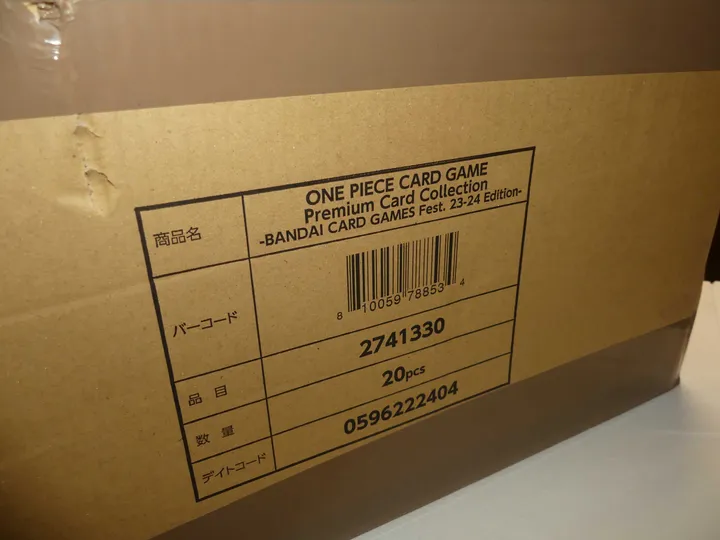 商品名
ONE PIECE CARD GAME
Premium Card Collection
-BANDAI CARD GAMES Fest. 23-24 Edition-
バーコード
8 10059 78853 4
品目
2741330
数量
20pcs
デイトコード
0596222404